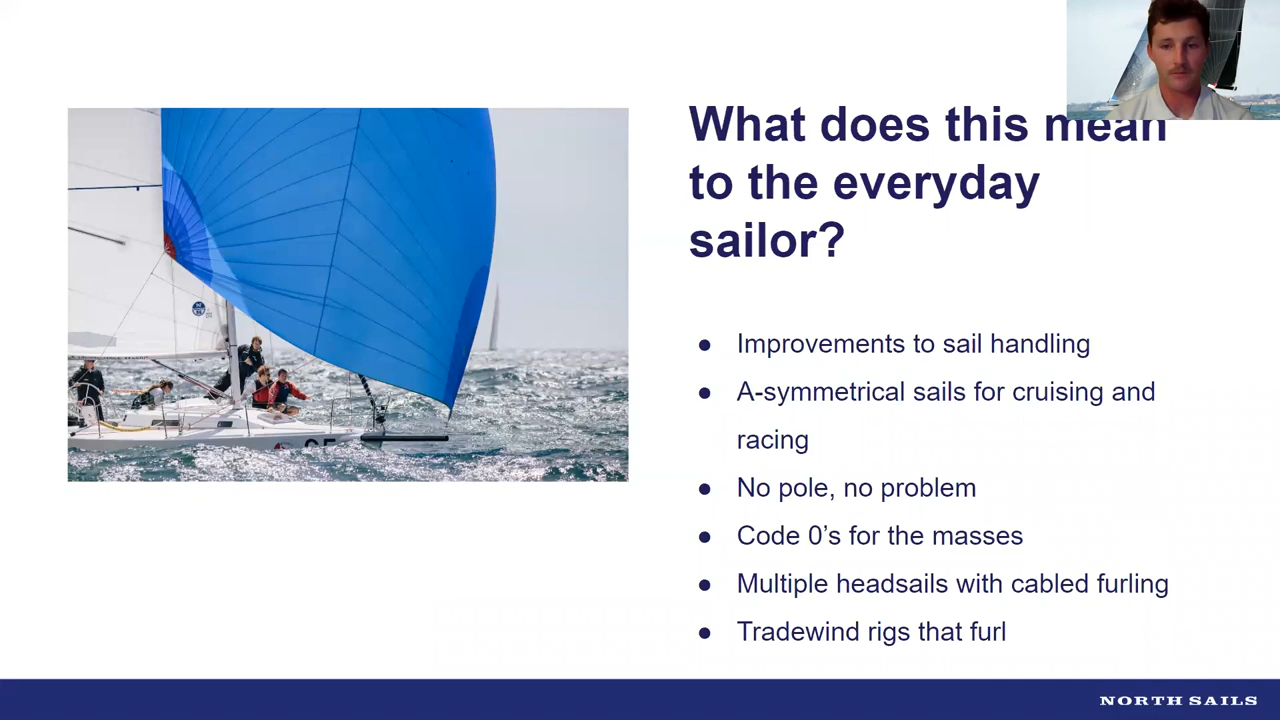 What does this mean
to the everyday
sailor?
● Improvements to sail handling
● A-symmetrical sails for cruising and
racing
● No pole, no problem
● Code 0’s for the masses
● Multiple headsails with cabled furling
● Tradewind rigs that furl
NORTH SAILS